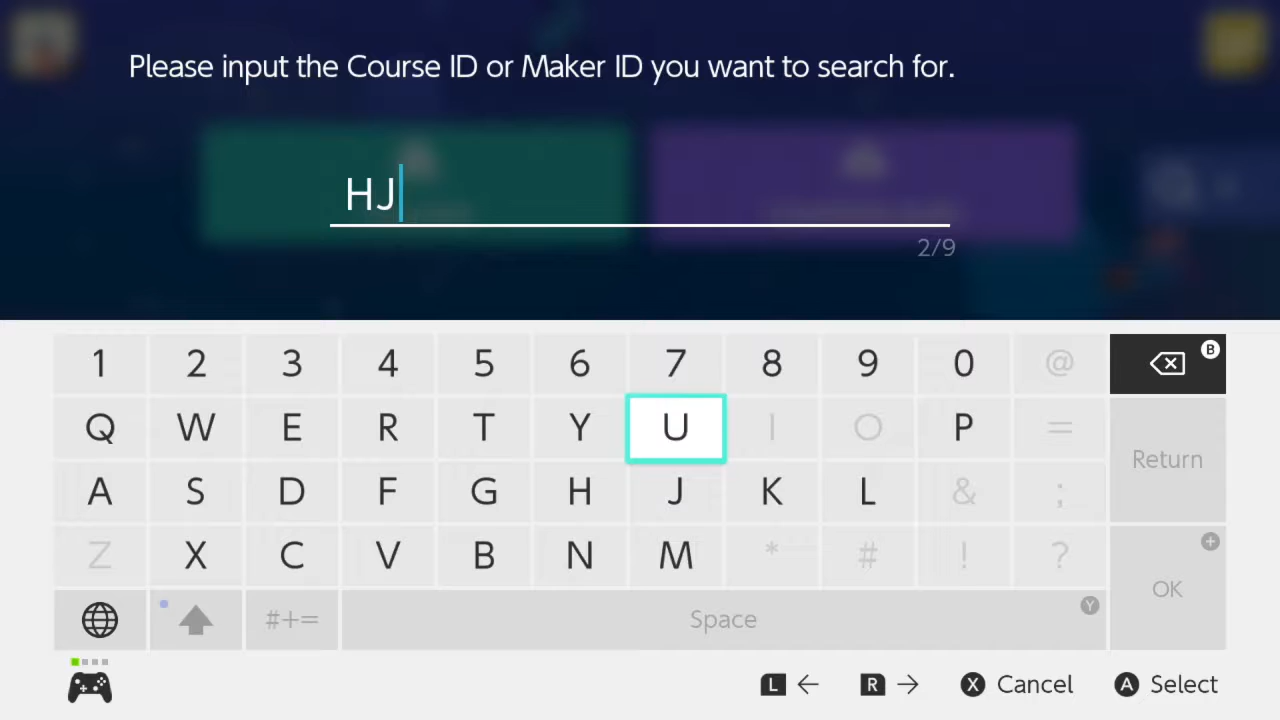 Please input the Course ID or Maker ID you want to search for.
HJ
2/9
1 2 3 4 5 6 7 8 9 0 @ B
Q W E R T Y U I O P = Return
A S D F G H J K L & ;
Z X C V B N M * # ! ? + OK
#+= Space Y
L ← R → X Cancel A Select